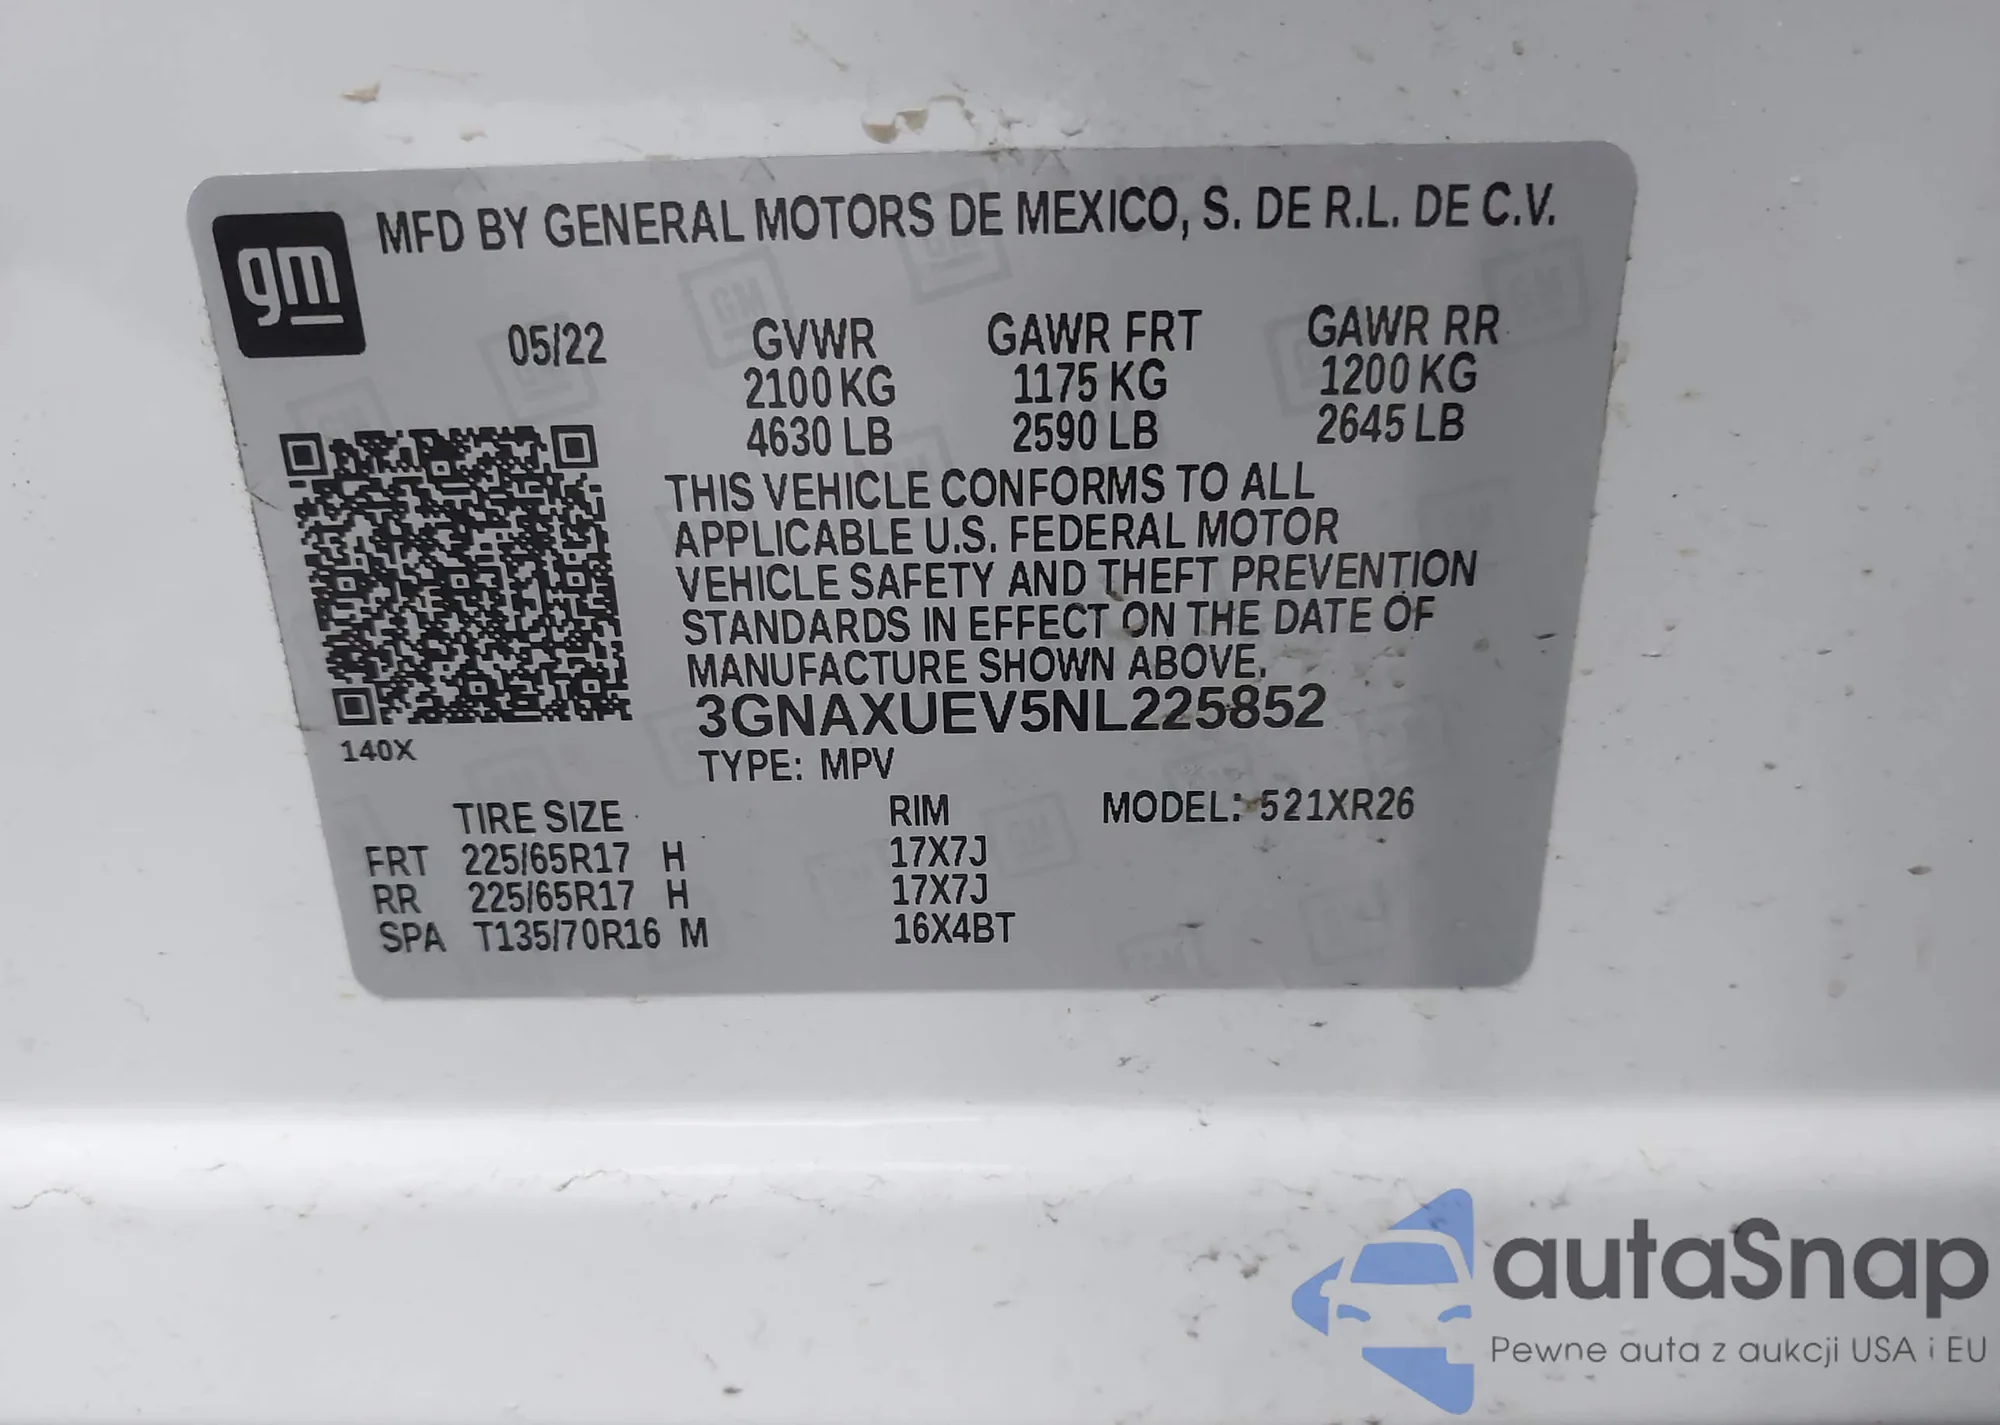 gm
MFD BY GENERAL MOTORS DE MEXICO, S. DE R.L. DE C.V.
05/22 GVWR GAWR FRT GAWR RR
2100 KG 1175 KG 1200 KG
4630 LB 2590 LB 2645 LB
THIS VEHICLE CONFORMS TO ALL
APPLICABLE U.S. FEDERAL MOTOR
VEHICLE SAFETY AND THEFT PREVENTION
STANDARDS IN EFFECT ON THE DATE OF
MANUFACTURE SHOWN ABOVE.
3GNAXUEV5NL225852
140X
TYPE: MPV
TIRE SIZE RIM MODEL: 521XR26
FRT 225/65R17 H 17X7J
RR 225/65R17 H 17X7J
SPA T135/70R16 M 16X4BT
autaSnap
Pewne auta z aukcji USA i EU